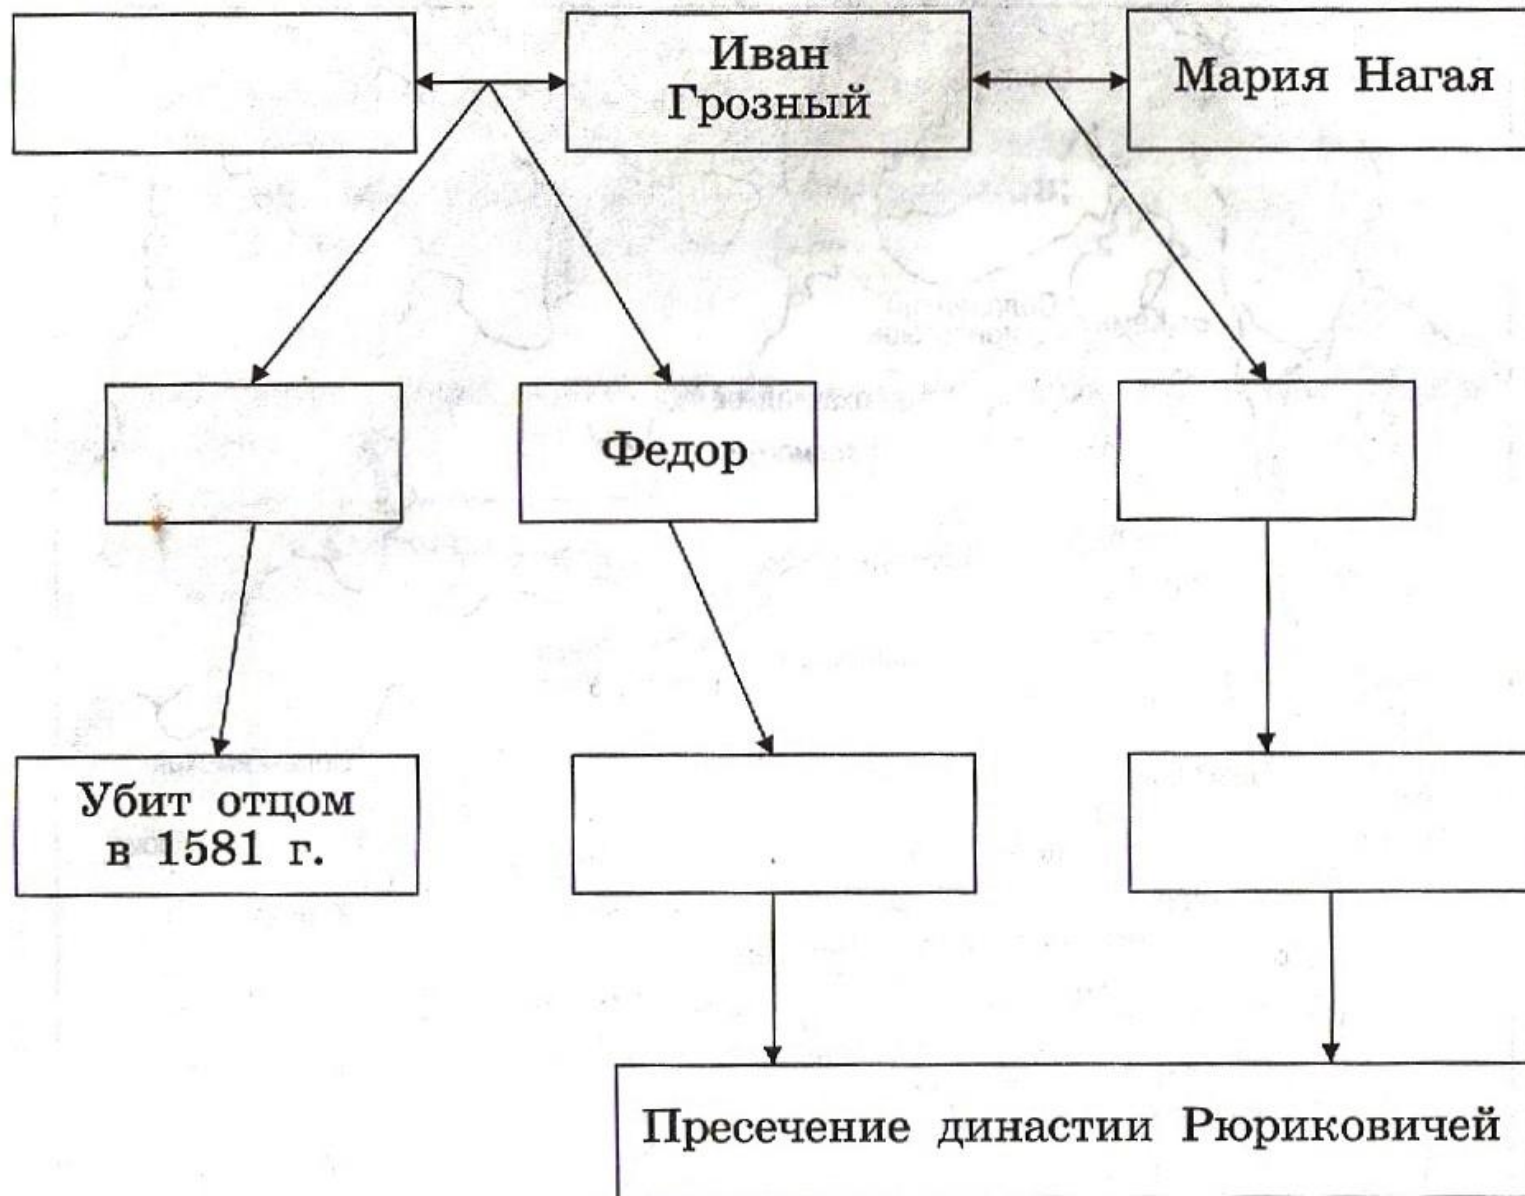 Иван
Грозный
Мария Нагая
Федор
Убит отцом
в 1581 г.
Пресечение династии Рюриковичей